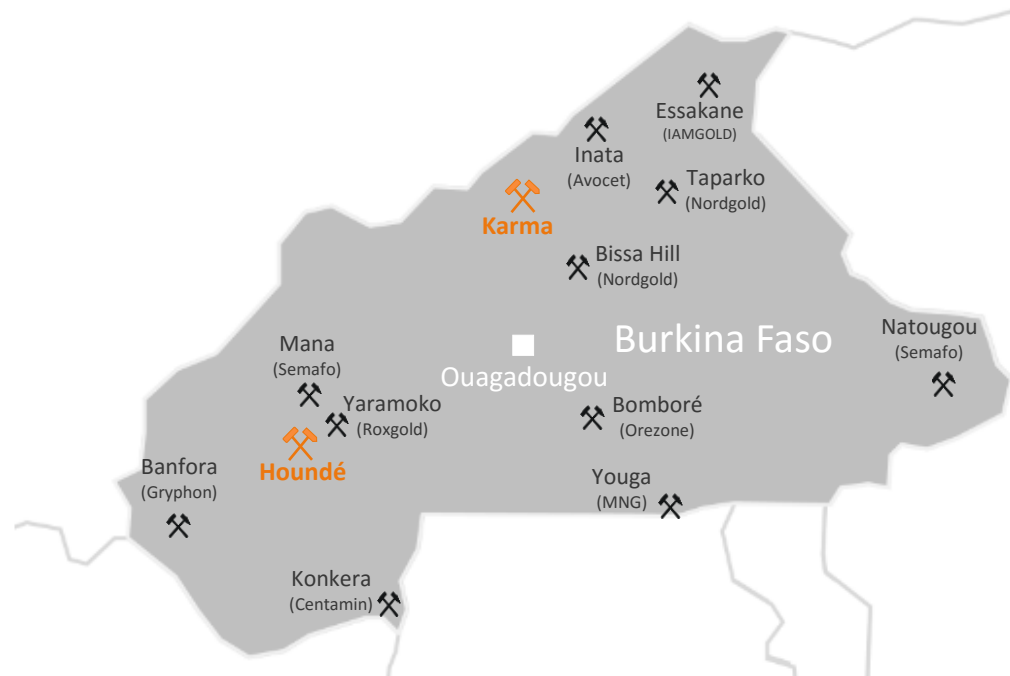 Essakane
(IAMGOLD)
Inata
(Avocet)
Taparko
(Nordgold)
Karma
Bissa Hill
(Nordgold)
Burkina Faso
Natougou
(Semafo)
Mana
(Semafo)
Ouagadougou
Yaramoko
(Roxgold)
Bomboré
(Orezone)
Houndé
Banfora
(Gryphon)
Youga
(MNG)
Konkera
(Centamin)